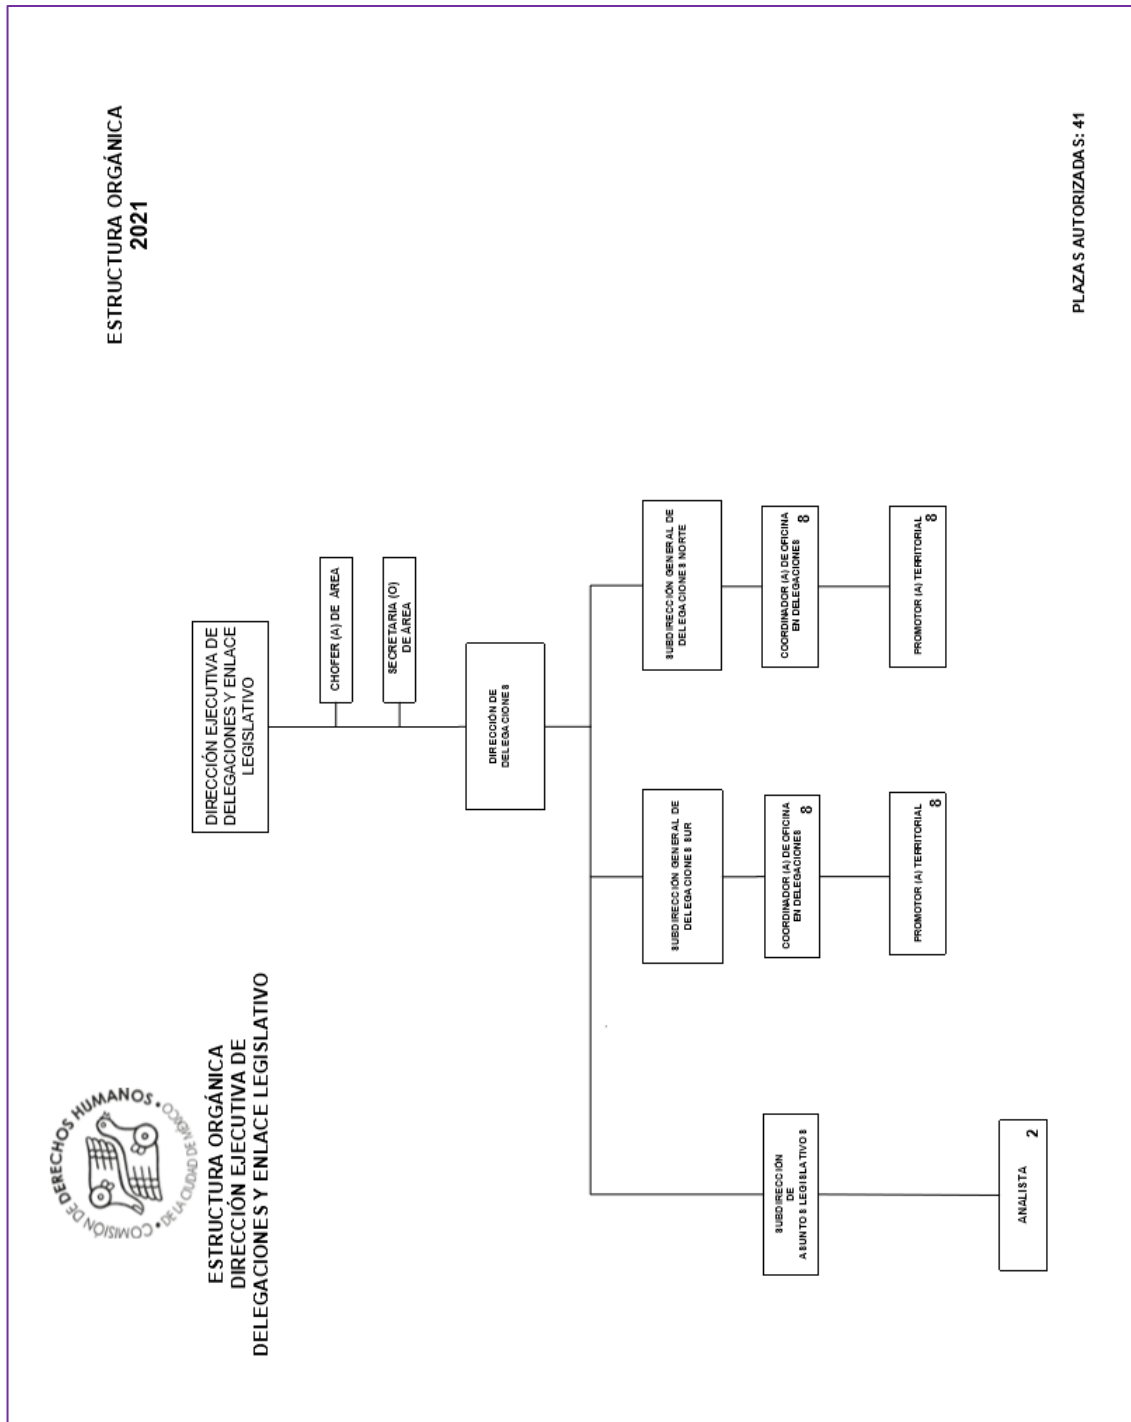 COMISIÓN DE DERECHOS HUMANOS
DE LA CIUDAD DE MÉXICO
ESTRUCTURA ORGÁNICA
DIRECCIÓN EJECUTIVA DE
DELEGACIONES Y ENLACE LEGISLATIVO
ESTRUCTURA ORGÁNICA
2021
DIRECCIÓN EJECUTIVA DE
DELEGACIONES Y ENLACE
LEGISLATIVO
CHOFER (A) DE ÁREA
SECRETARIA (O)
DE ÁREA
DIRECCIÓN DE
DELEGACIONES
SUBDIRECCIÓN GENERAL DE
DELEGACIONES SUR
SUBDIRECCIÓN GENERAL DE
DELEGACIONES NORTE
SUBDIRECCIÓN
DE
ASUNTOS LEGISLATIVOS
COORDINADOR (A) DE OFICINA
EN DELEGACIONES
8
COORDINADOR (A) DE OFICINA
EN DELEGACIONES
8
PROMOTOR (A) TERRITORIAL
8
PROMOTOR (A) TERRITORIAL
8
ANALISTA
2
PLAZAS AUTORIZADAS: 41